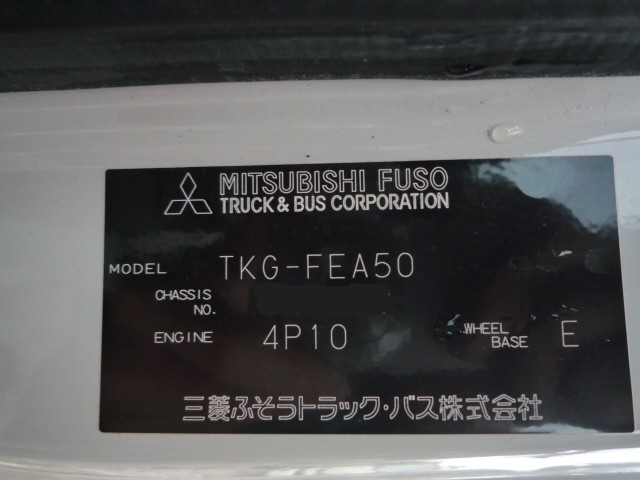 MITSUBISHI FUSO
TRUCK & BUS CORPORATION
MODEL TKG-FEA50
CHASSIS NO.
ENGINE 4P10 WHEEL BASE E
三菱ふそうトラック・バス株式会社